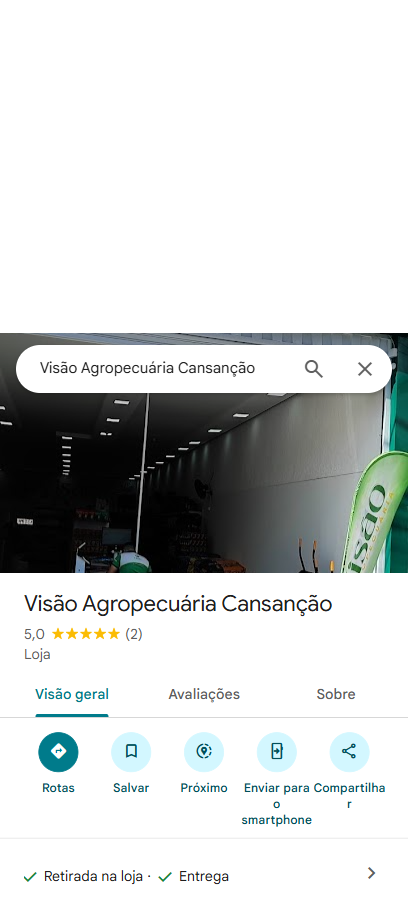 Visão Agropecuária Cansanção
isão
Visão Agropecuária Cansanção
5,0 (2)
Loja
Visão geral Avaliações Sobre
Rotas Salvar Próximo Enviar para o smartphone Compartilhar
Retirada na loja · Entrega